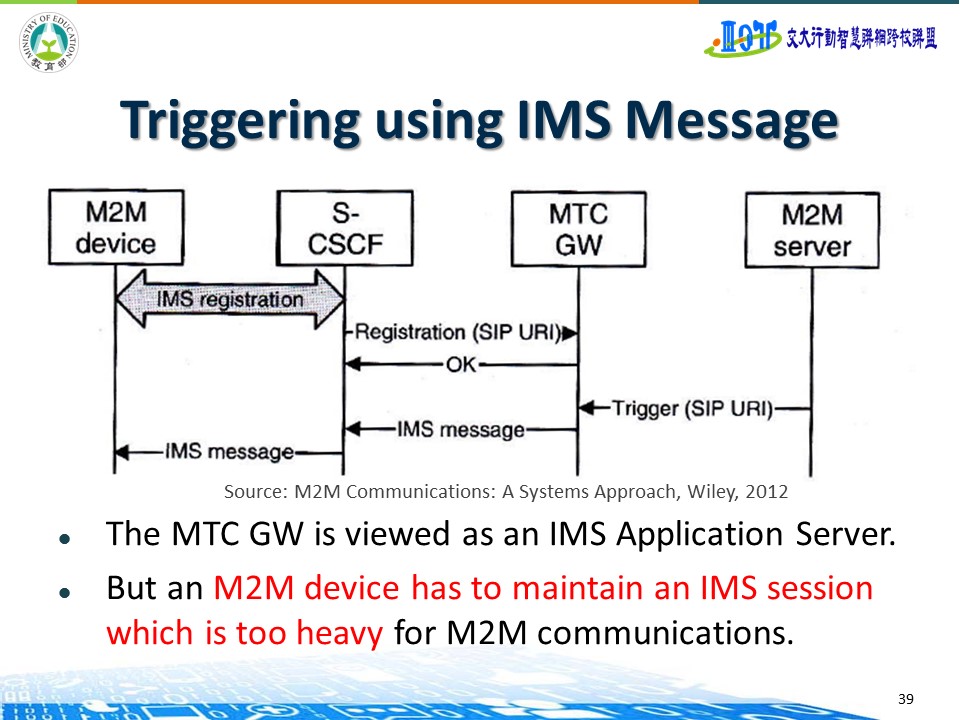 MINISTRY OF EDUCATION
教育部
交大行動智慧聯網跨校聯盟
Triggering using IMS Message
M2M
device
S-
CSCF
MTC
GW
M2M
server
IMS registration
Registration (SIP URI)
OK
Trigger (SIP URI)
IMS message
IMS message
Source: M2M Communications: A Systems Approach, Wiley, 2012
The MTC GW is viewed as an IMS Application Server.
But an M2M device has to maintain an IMS session
which is too heavy for M2M communications.
39